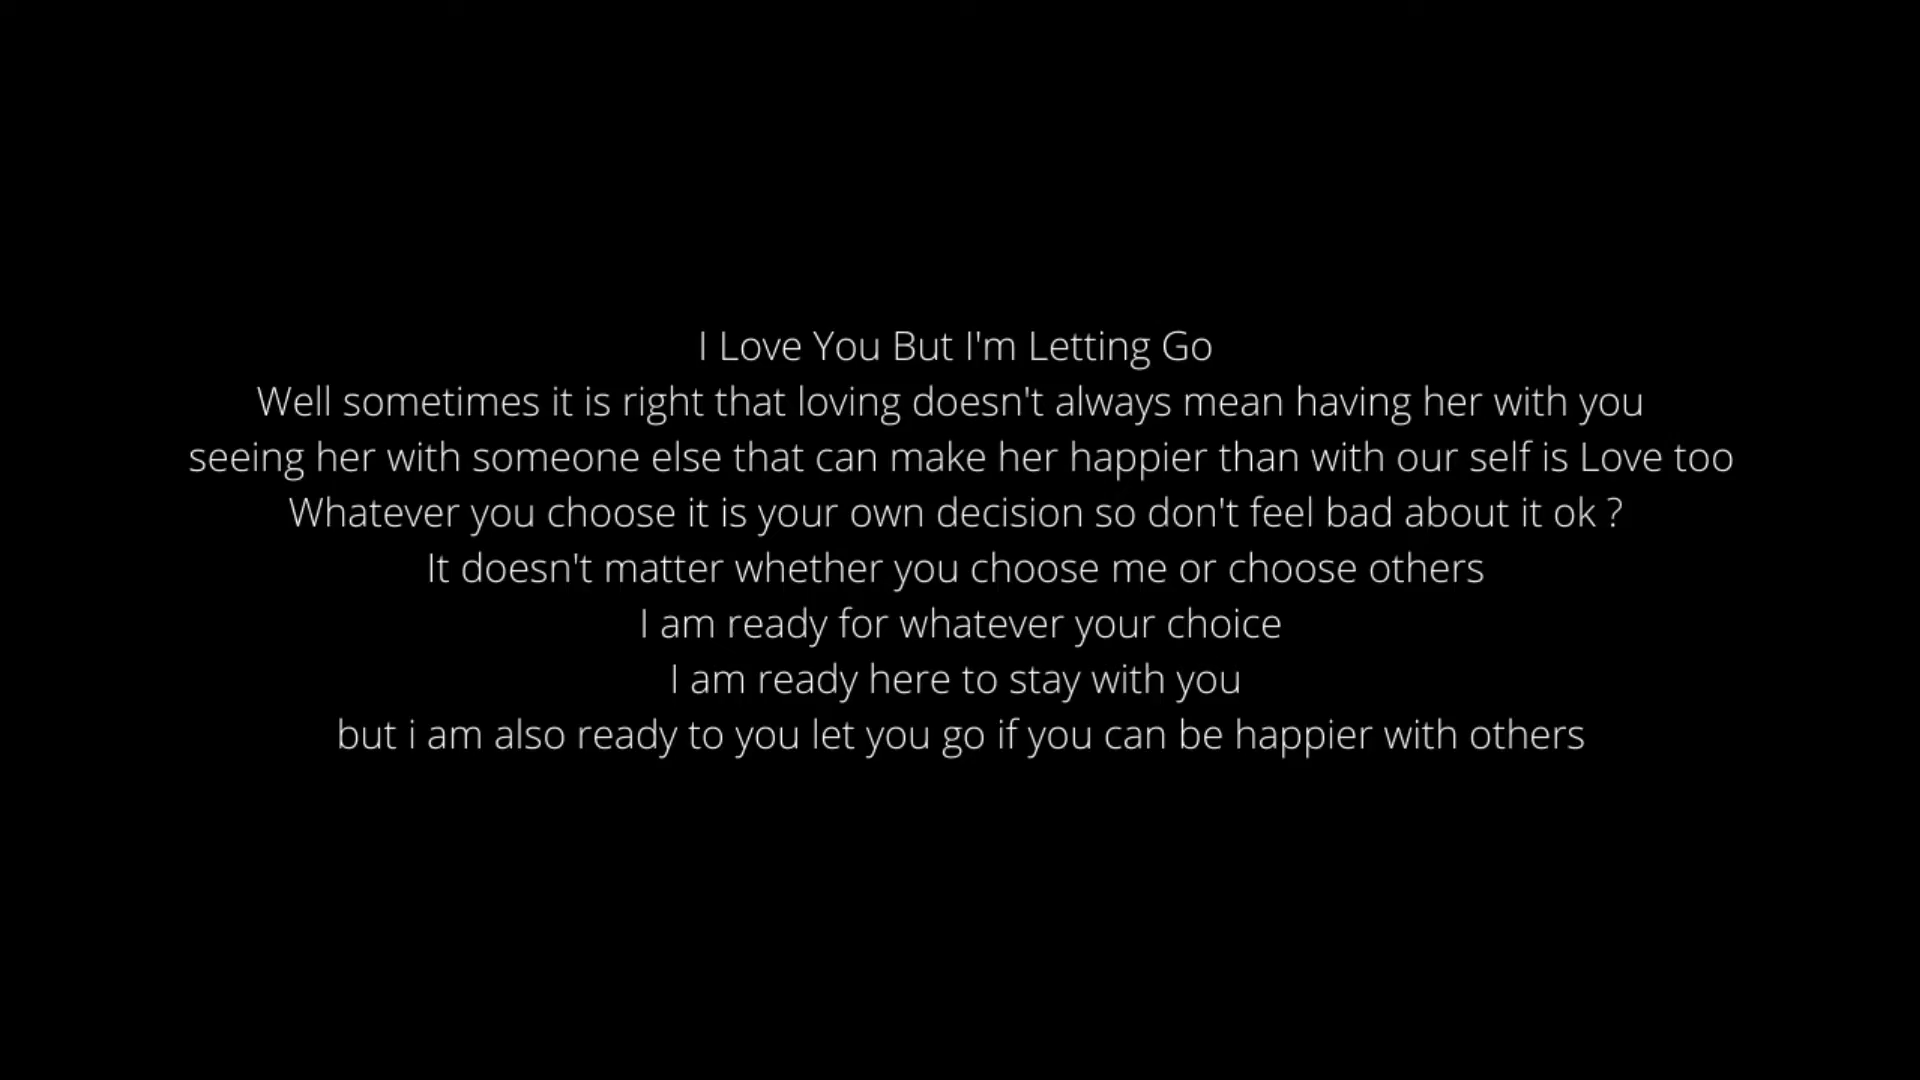 I Love You But I'm Letting Go
Well sometimes it is right that loving doesn't always mean having her with you
seeing her with someone else that can make her happier than with our self is Love too
Whatever you choose it is your own decision so don't feel bad about it ok ?
It doesn't matter whether you choose me or choose others
I am ready for whatever your choice
I am ready here to stay with you
but i am also ready to you let you go if you can be happier with others